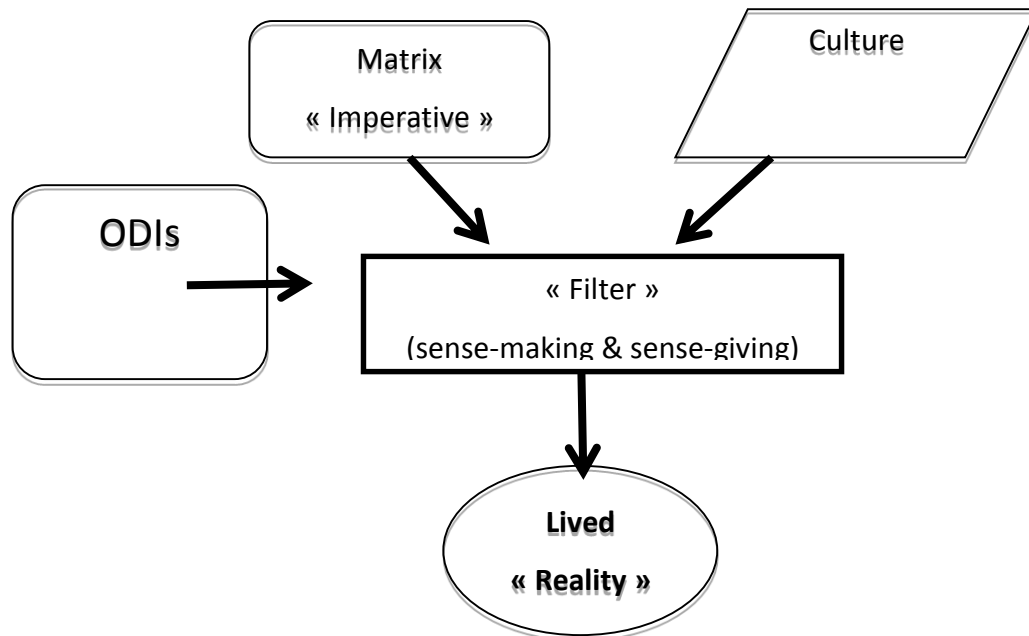 Matrix
« Imperative »
Culture
ODIs
« Filter »
(sense-making & sense-giving)
Lived
« Reality »